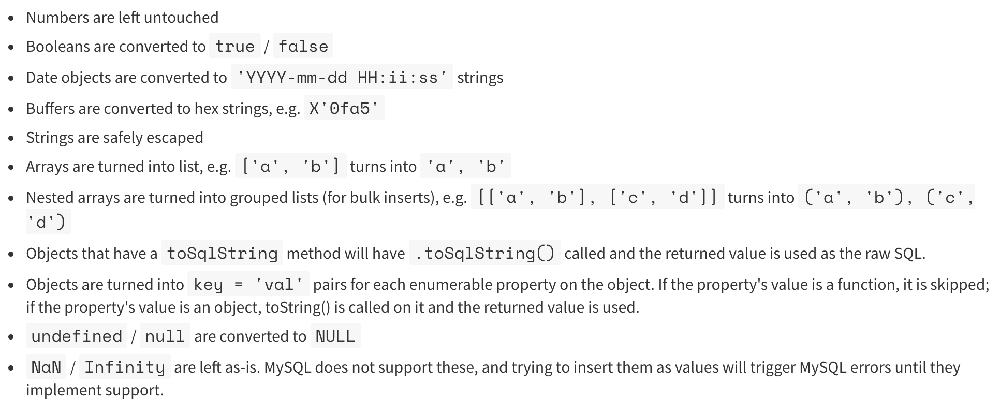 • Numbers are left untouched
• Booleans are converted to true / false
• Date objects are converted to 'YYYY-mm-dd HH:ii:ss' strings
• Buffers are converted to hex strings, e.g. X'0fa5'
• Strings are safely escaped
• Arrays are turned into list, e.g. ['a', 'b'] turns into 'a', 'b'
• Nested arrays are turned into grouped lists (for bulk inserts), e.g. [['a', 'b'], ['c', 'd']] turns into ('a', 'b'), ('c',
'd')
• Objects that have a toSqlString method will have .toSqlString() called and the returned value is used as the raw SQL.
• Objects are turned into key = 'val' pairs for each enumerable property on the object. If the property's value is a function, it is skipped;
if the property's value is an object, toString() is called on it and the returned value is used.
• undefined / null are converted to NULL
• NaN / Infinity are left as-is. MySQL does not support these, and trying to insert them as values will trigger MySQL errors until they
implement support.